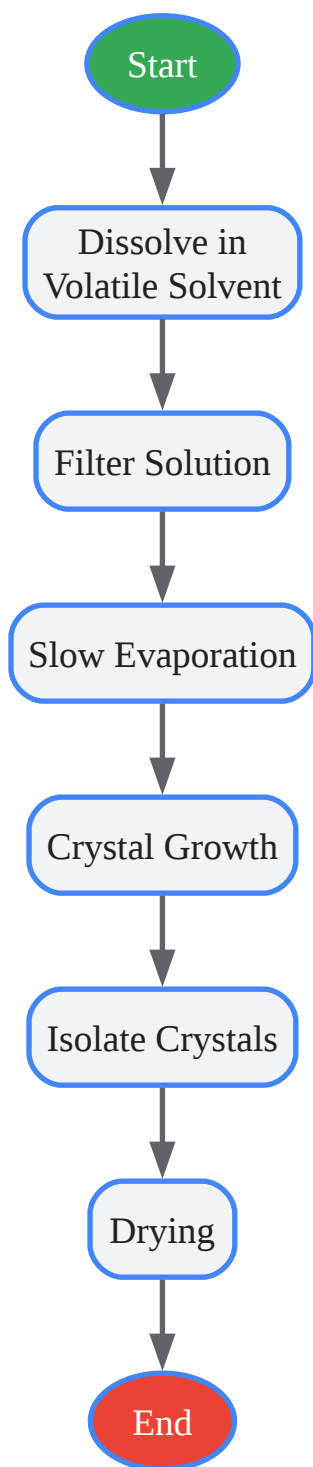 Start
Dissolve in
Volatile Solvent
Filter Solution
Slow Evaporation
Crystal Growth
Isolate Crystals
Drying
End